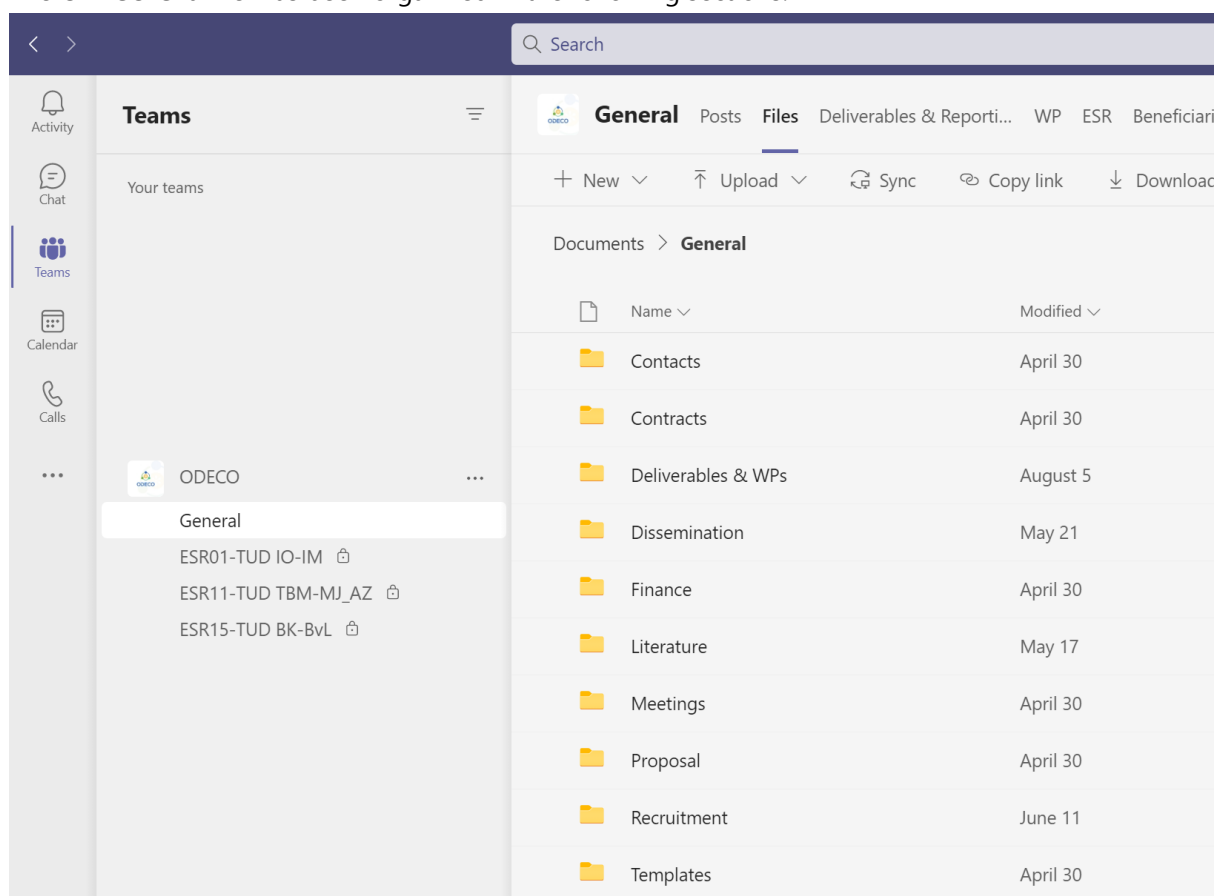 Search
Activity
Chat
Teams
Calendar
Calls
Teams
Your teams
ODECO
ODECO
General
ESR01-TUD IO-IM
ESR11-TUD TBM-MJ_AZ
ESR15-TUD BK-BvL
ODECO
General Posts Files Deliverables & Reporti... WP ESR Beneficiari
New Upload Sync Copy link Downloac
Documents > General
Name Modified
Contacts April 30
Contracts April 30
Deliverables & WPs August 5
Dissemination May 21
Finance April 30
Literature May 17
Meetings April 30
Proposal April 30
Recruitment June 11
Templates April 30